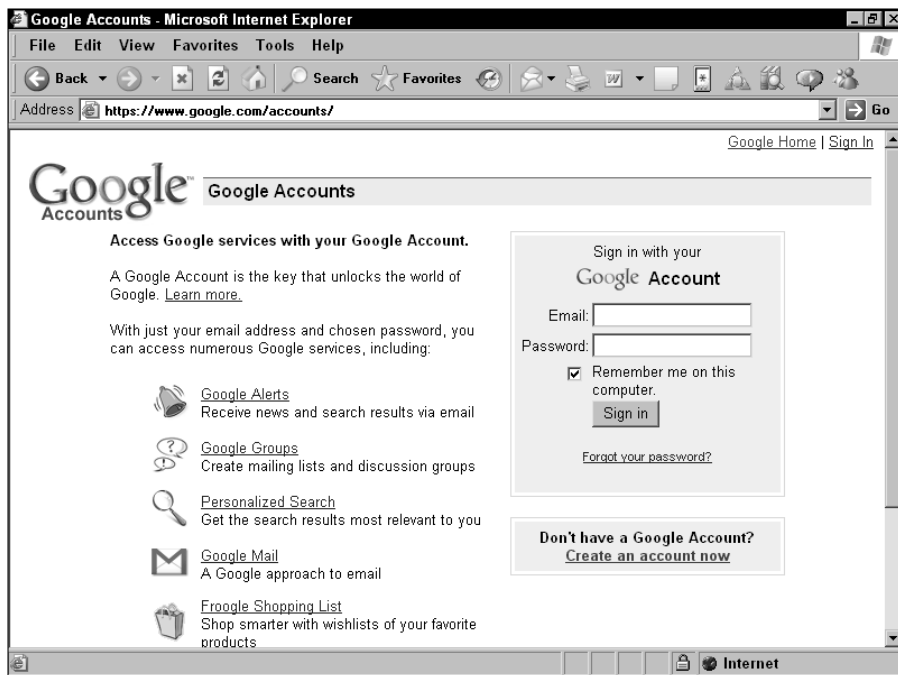 Google Accounts - Microsoft Internet Explorer
File Edit View Favorites Tools Help
Back Search Favorites
Address https://www.google.com/accounts/ Go
Google Home | Sign In
Google™
Accounts
Google Accounts
Access Google services with your Google Account.
A Google Account is the key that unlocks the world of
Google. Learn more.
With just your email address and chosen password, you
can access numerous Google services, including:
Google Alerts
Receive news and search results via email
Google Groups
Create mailing lists and discussion groups
Personalized Search
Get the search results most relevant to you
Google Mail
A Google approach to email
Froogle Shopping List
Shop smarter with wishlists of your favorite
products
Sign in with your
Google Account
Email:
Password:
Remember me on this
computer.
Sign in
Forgot your password?
Don't have a Google Account?
Create an account now
Internet